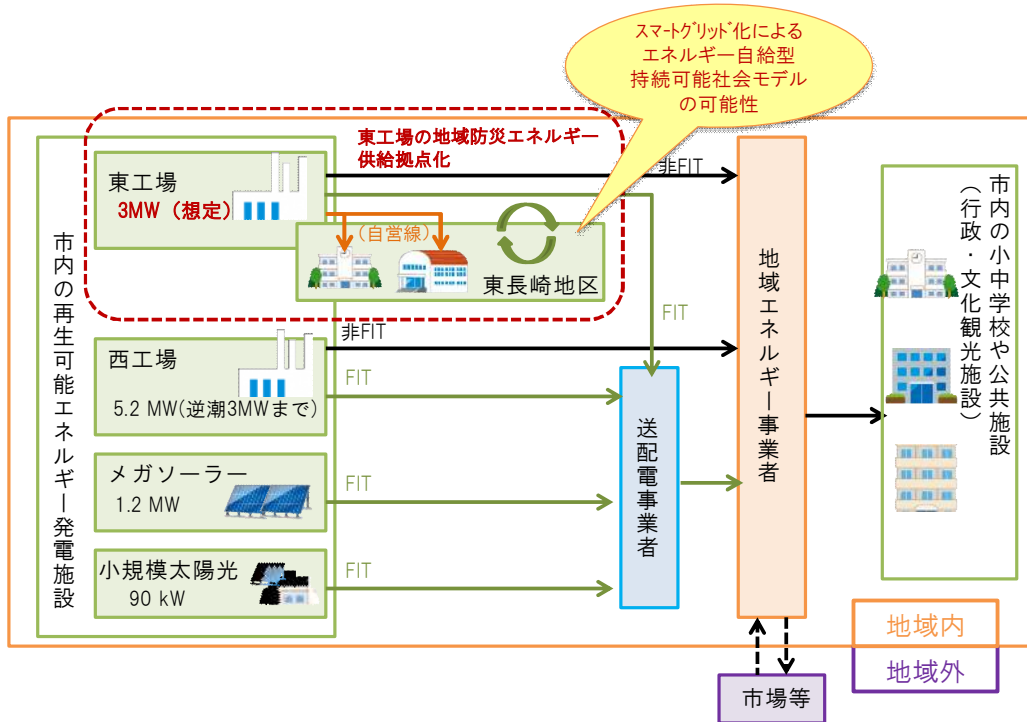 スマートグリッド化による
エネルギー自給型
持続可能社会モデル
の可能性
東工場の地域防災エネルギー
供給拠点化
東工場
3MW（想定）
（自営線）
東長崎地区
非FIT
FIT
市内の再生可能エネルギー発電施設
西工場
5.2 MW(逆潮3MWまで)
非FIT
FIT
メガソーラー
1.2 MW
FIT
小規模太陽光
90 kW
FIT
送配電事業者
地域エネルギー事業者
市内の小中学校や公共施設
（行政・文化観光施設）
地域内
地域外
市場等